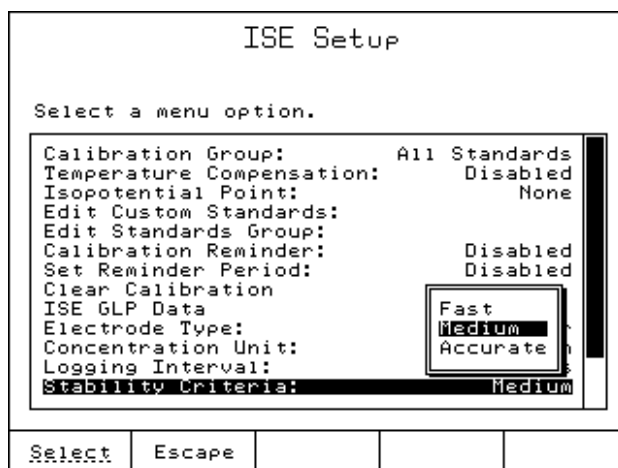 ISE Setup
Select a menu option.
Calibration Group: All Standards
Temperature Compensation: Disabled
Isopotential Point: None
Edit Custom Standards:
Edit Standards Group:
Calibration Reminder: Disabled
Set Reminder Period: Disabled
Clear Calibration
ISE GLP Data
Electrode Type:
Concentration Unit:
Logging Interval:
Stability Criteria: Medium
Fast
Medium
Accurate
Select Escape